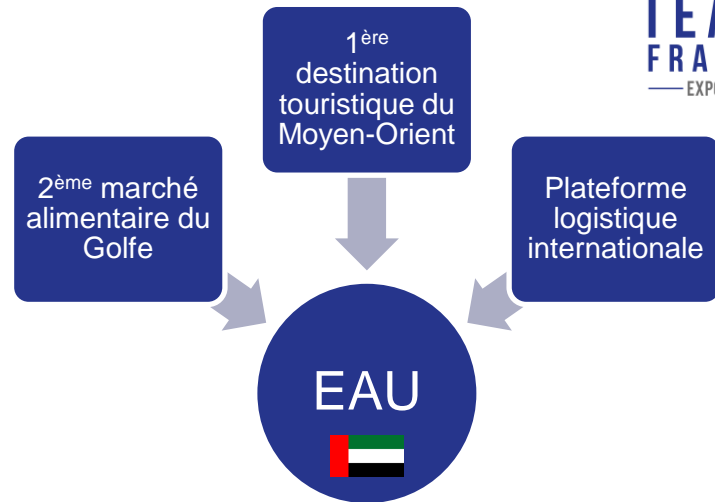 1ère
destination
touristique du
Moyen-Orient
2ème marché
alimentaire du
Golfe
Plateforme
logistique
internationale
EAU